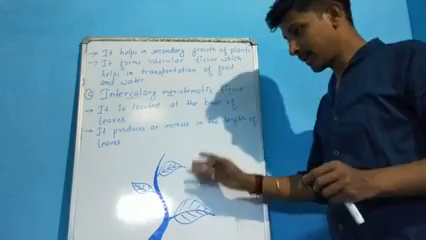 → It helps in secondary growth of plants
→ It forms vascular tissue which
helps in transportation of food
and water
Intercalary meristematic tissue
→ It is located at the base of
leaves
→ It produce an increase in the length of
leaves